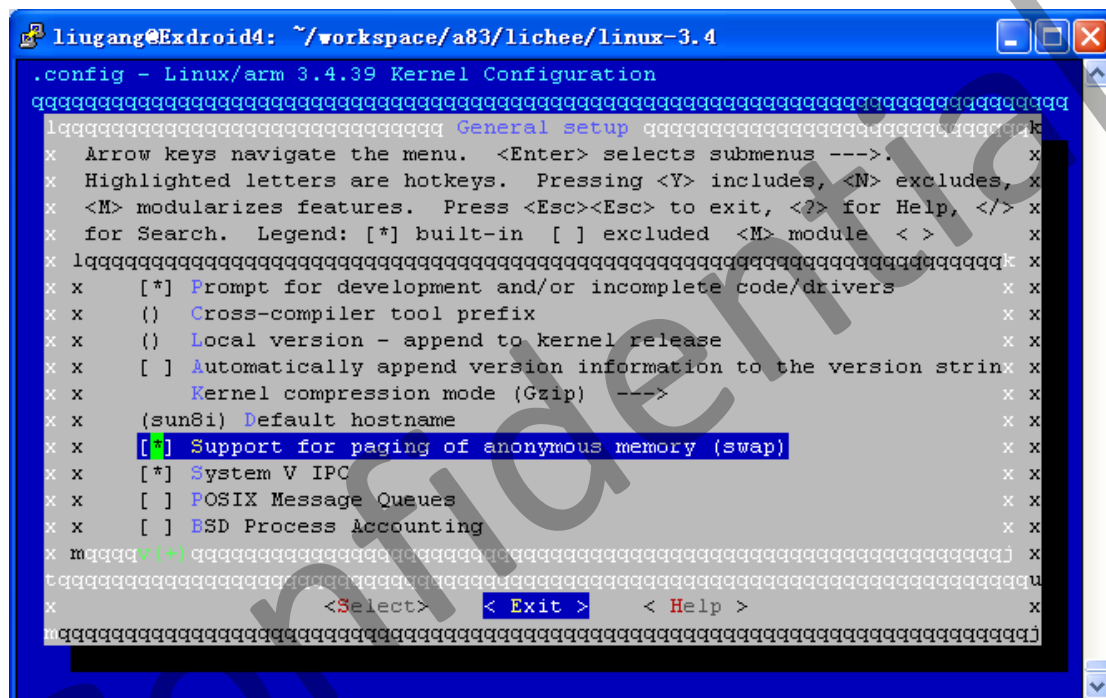 liugang@Exdroid4: ~/workspace/a83/lichee/linux-3.4
.config - Linux/arm 3.4.39 Kernel Configuration
General setup
Arrow keys navigate the menu.  <Enter> selects submenus --->.
Highlighted letters are hotkeys.  Pressing <Y> includes, <N> excludes,
<M> modularizes features.  Press <Esc><Esc> to exit, <?> for Help, </>
for Search.  Legend: [*] built-in  [ ] excluded  <M> module  < >
[*] Prompt for development and/or incomplete code/drivers
()  Cross-compiler tool prefix
()  Local version - append to kernel release
[ ] Automatically append version information to the version strin
Kernel compression mode (Gzip)  --->
(sun8i) Default hostname
[*] Support for paging of anonymous memory (swap)
[*] System V IPC
[ ] POSIX Message Queues
[ ] BSD Process Accounting
v(+)
<Select>    < Exit >    < Help >
onfidential